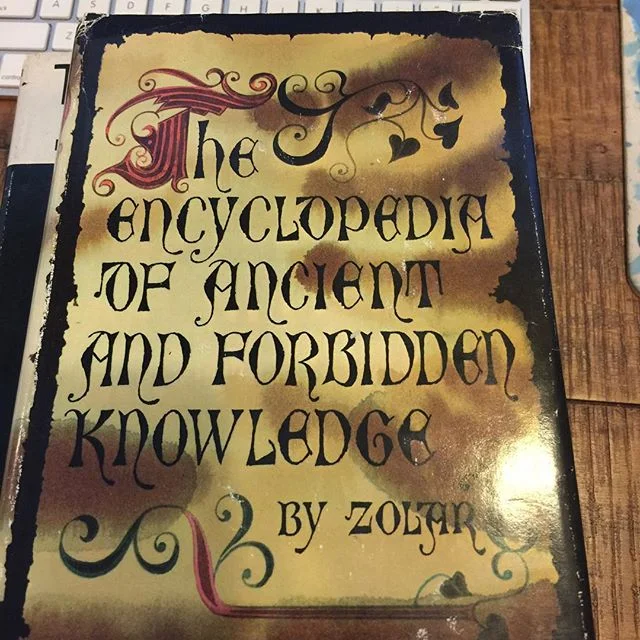 The
ENCYCLOPEDIA
OF ANCIENT
AND FORBIDDEN
KNOWLEDGE
BY ZOLAR